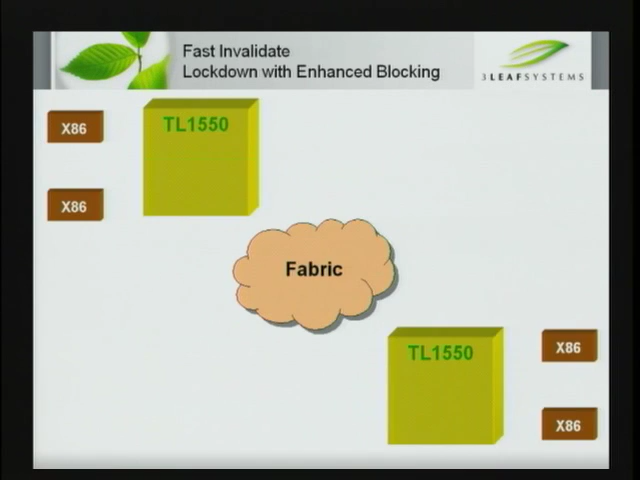 Fast Invalidate
Lockdown with Enhanced Blocking
3LEAFSYSTEMS
X86
TL1550
X86
Fabric
TL1550
X86
X86